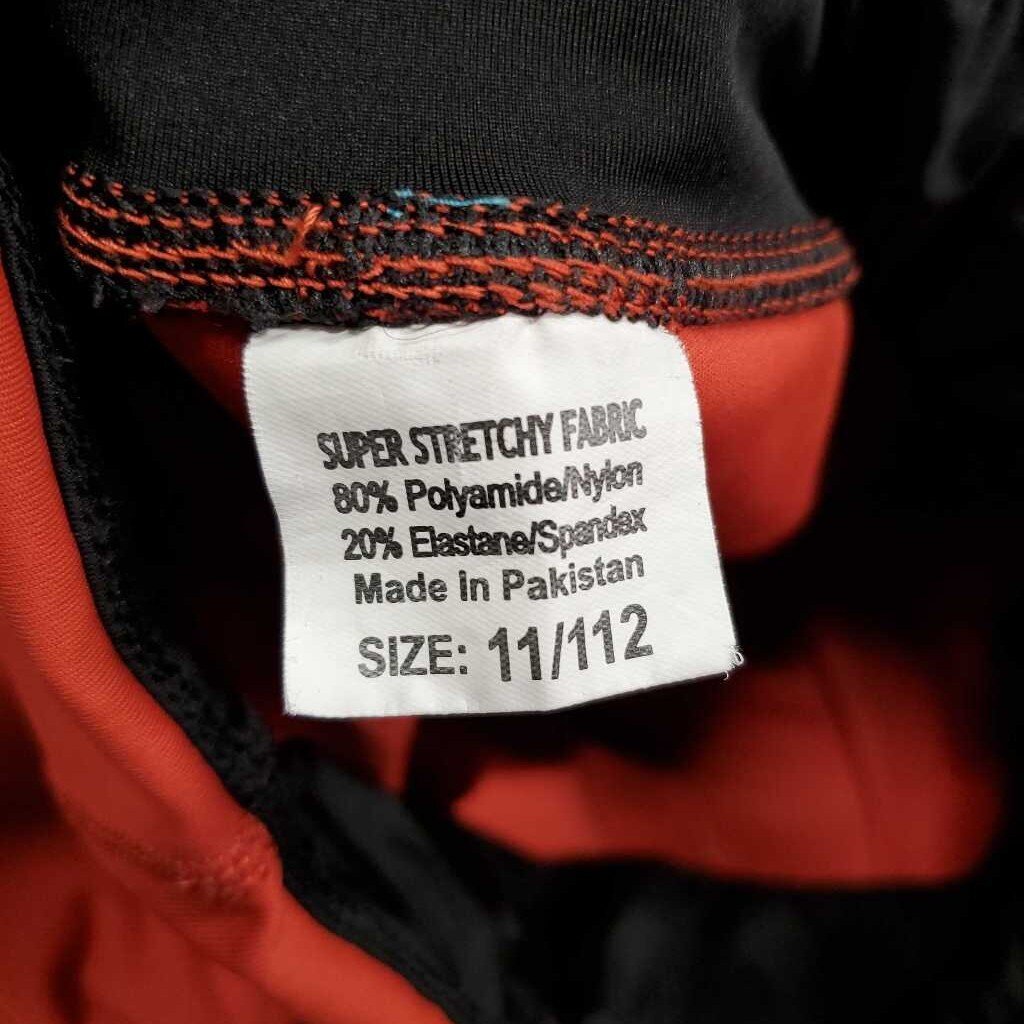 SUPER STRETCHY FABRIC
80% Polyamide/Nylon
20% Elastane/Spandex
Made in Pakistan
SIZE: 11/112